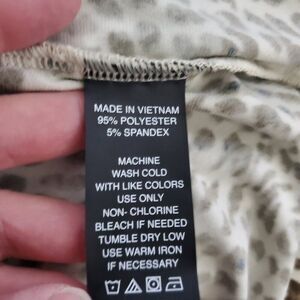 MADE IN VIETNAM
95% POLYESTER
5% SPANDEX
MACHINE
WASH COLD
WITH LIKE COLORS
USE ONLY
NON- CHLORINE
BLEACH IF NEEDED
TUMBLE DRY LOW
USE WARM IRON
IF NECESSARY